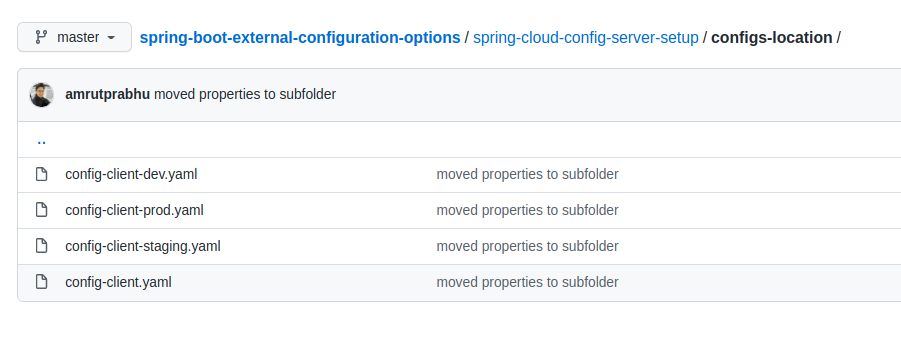 master spring-boot-external-configuration-options / spring-cloud-config-server-setup / configs-location /
amrutprabhu moved properties to subfolder
..
config-client-dev.yaml moved properties to subfolder
config-client-prod.yaml moved properties to subfolder
config-client-staging.yaml moved properties to subfolder
config-client.yaml moved properties to subfolder